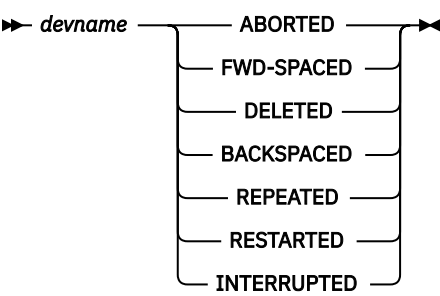 devname ABORTED
FWD-SPACED
DELETED
BACKSPACED
REPEATED
RESTARTED
INTERRUPTED